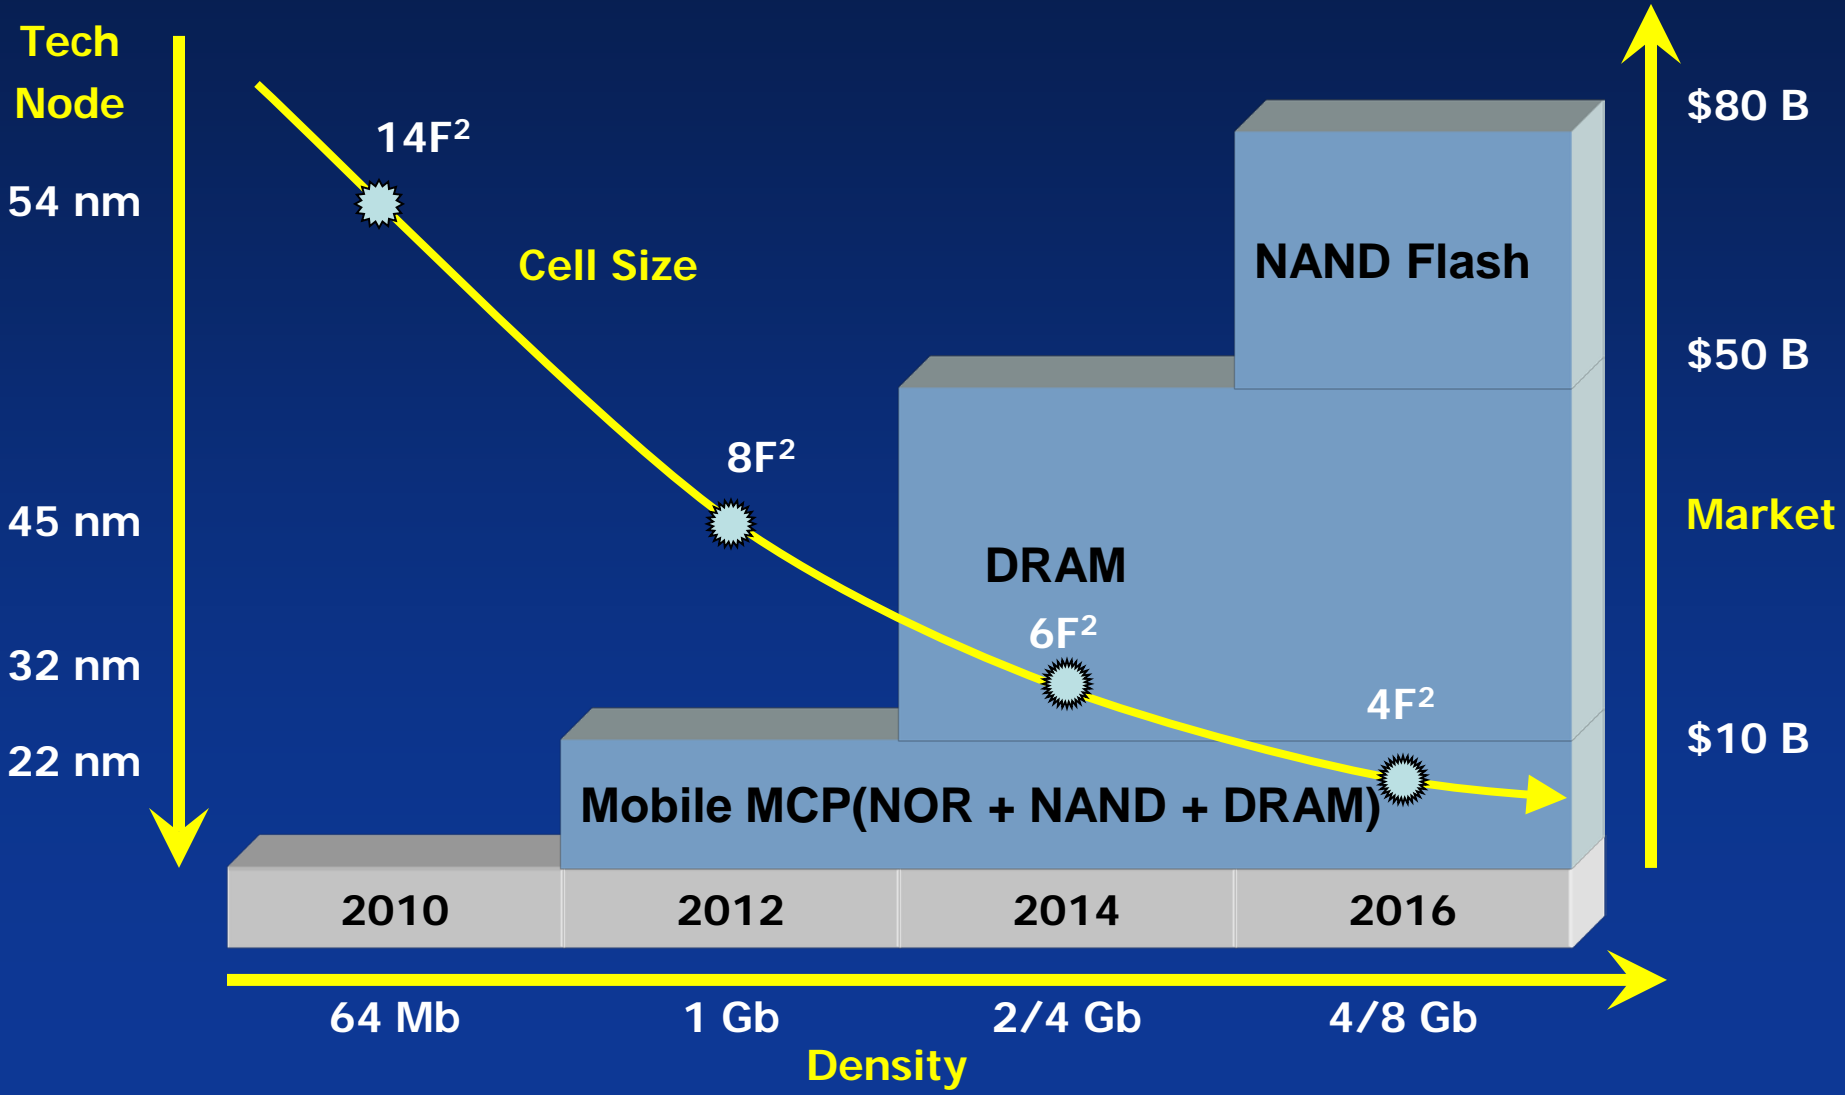 Tech
Node
54 nm
45 nm
32 nm
22 nm
14F²
Cell Size
8F²
6F²
4F²
NAND Flash
DRAM
Mobile MCP(NOR + NAND + DRAM)
$80 B
$50 B
Market
$10 B
2010 2012 2014 2016
64 Mb 1 Gb 2/4 Gb 4/8 Gb
Density